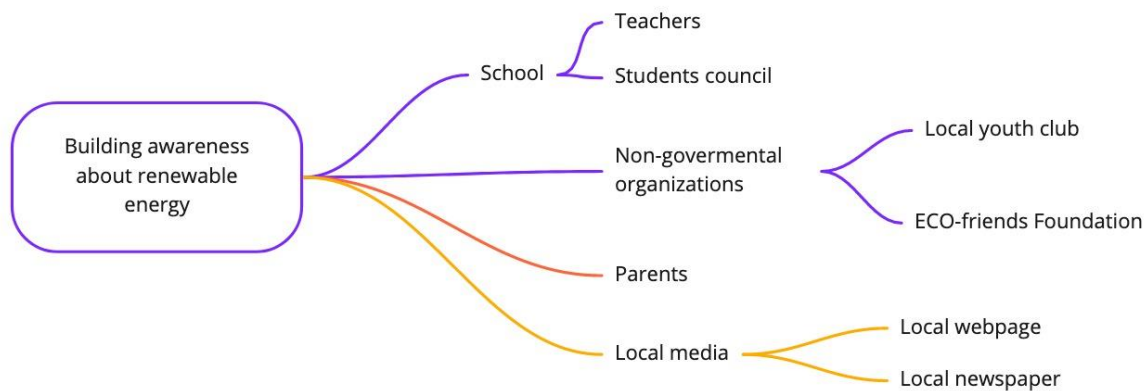 Building awareness
about renewable
energy
School
Teachers
Students council
Non-govermental
organizations
Local youth club
ECO-friends Foundation
Parents
Local media
Local webpage
Local newspaper